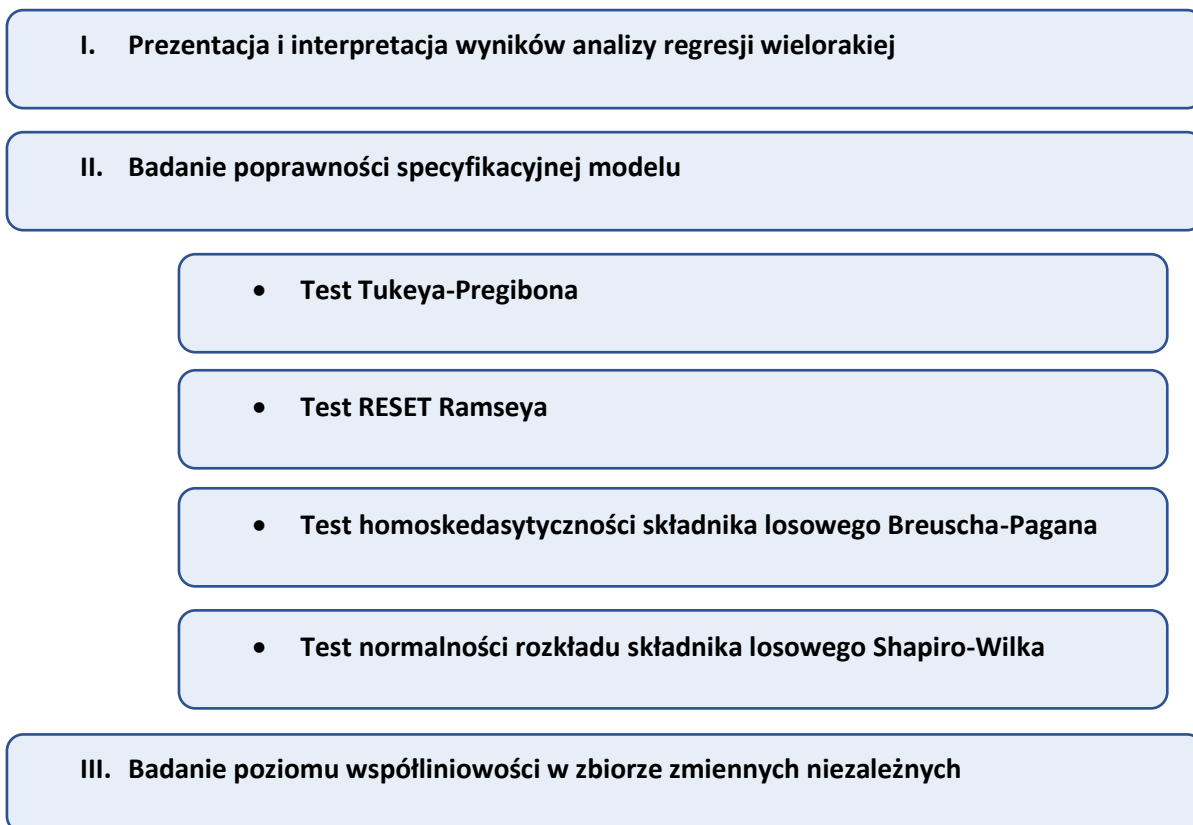 I. Prezentacja i interpretacja wyników analizy regresji wielorakiej
II. Badanie poprawności specyfikacyjnej modelu
• Test Tukeya-Pregibona
• Test RESET Ramseya
• Test homoskedasytyczności składnika losowego Breuscha-Pagana
• Test normalności rozkładu składnika losowego Shapiro-Wilka
III. Badanie poziomu współliniowości w zbiorze zmiennych niezależnych